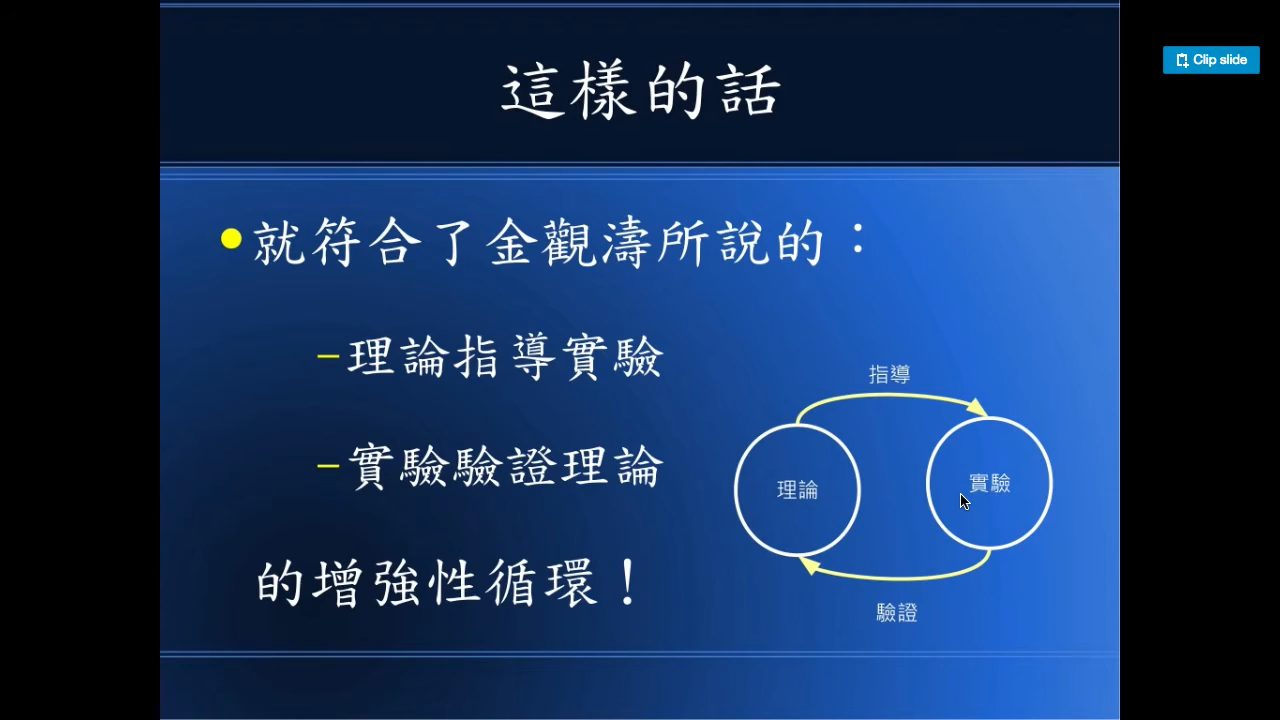 Clip slide
這樣的話
•就符合了金觀濤所說的：
–理論指導實驗
–實驗驗證理論
的增強性循環！
指導
理論
實驗
驗證